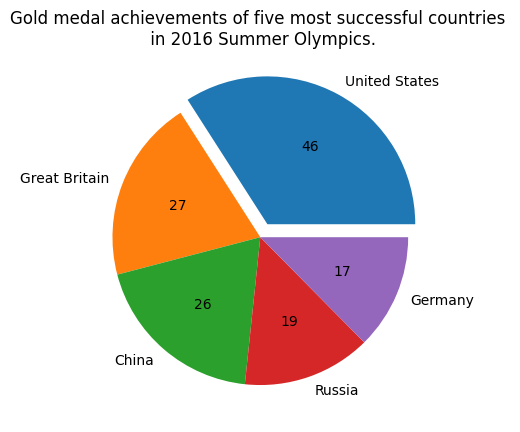 Gold medal achievements of five most successful countries
in 2016 Summer Olympics.
United States
46
Great Britain
27
17
Germany
26
19
China
Russia